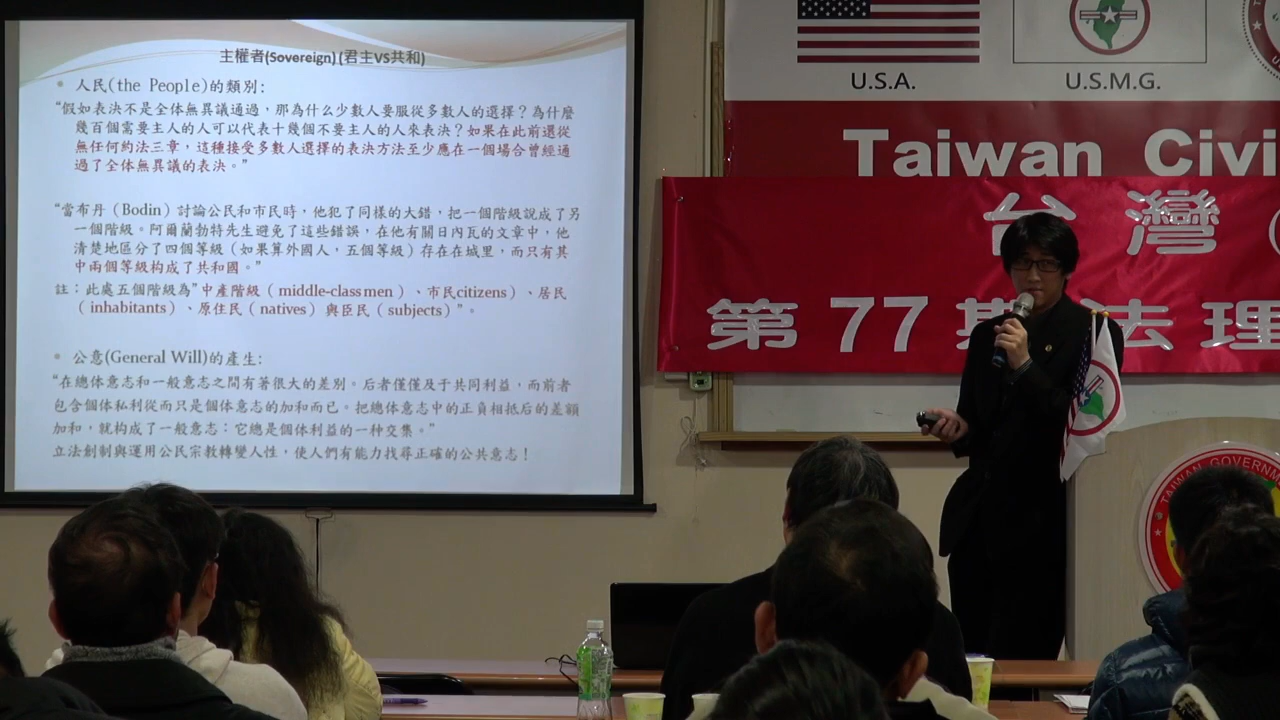 主權者(Sovereign) (君主VS共和)
• 人民(the People)的類別:
“假如表決不是全体無異議通過，那為什么少數人要服從多數人的選擇？為什麼
幾百個需要主人的人可以代表十幾個不要主人的人來表決？如果在此前還從
無任何約法三章，這種接受多數人選擇的表決方法至少應在一個場合曾經通
過了全体無異議的表決。”
“當布丹（Bodin）討論公民和市民時，他犯了同樣的大錯，把一個階級說成了另
一個階級。阿爾蘭勃特先生避免了這些錯誤，在他有關日內瓦的文章中，他
清楚地區分了四個等級（如果算外國人，五個等級）存在在城里，而只有其
中兩個等級构成了共和國。”
註：此處五個階級為”中產階級（middle-class men）、市民citizens）、居民
（inhabitants）、原住民（natives）與臣民（subjects）”。
• 公意(General Will)的產生:
“在總体意志和一般意志之間有著很大的差別。后者僅僅及于共同利益，而前者
包含個体私利從而只是個体意志的加和而已。把總体意志中的正負相抵后的差額
加和，就构成了一般意志：它總是個体利益的一种交集。”
立法創制與運用公民宗教轉變人性，使人們有能力找尋正確的公共意志！
U.S.A.
U.S.M.G.
Taiwan Civi
台灣
第77期法理
TAIWAN GOVERNM